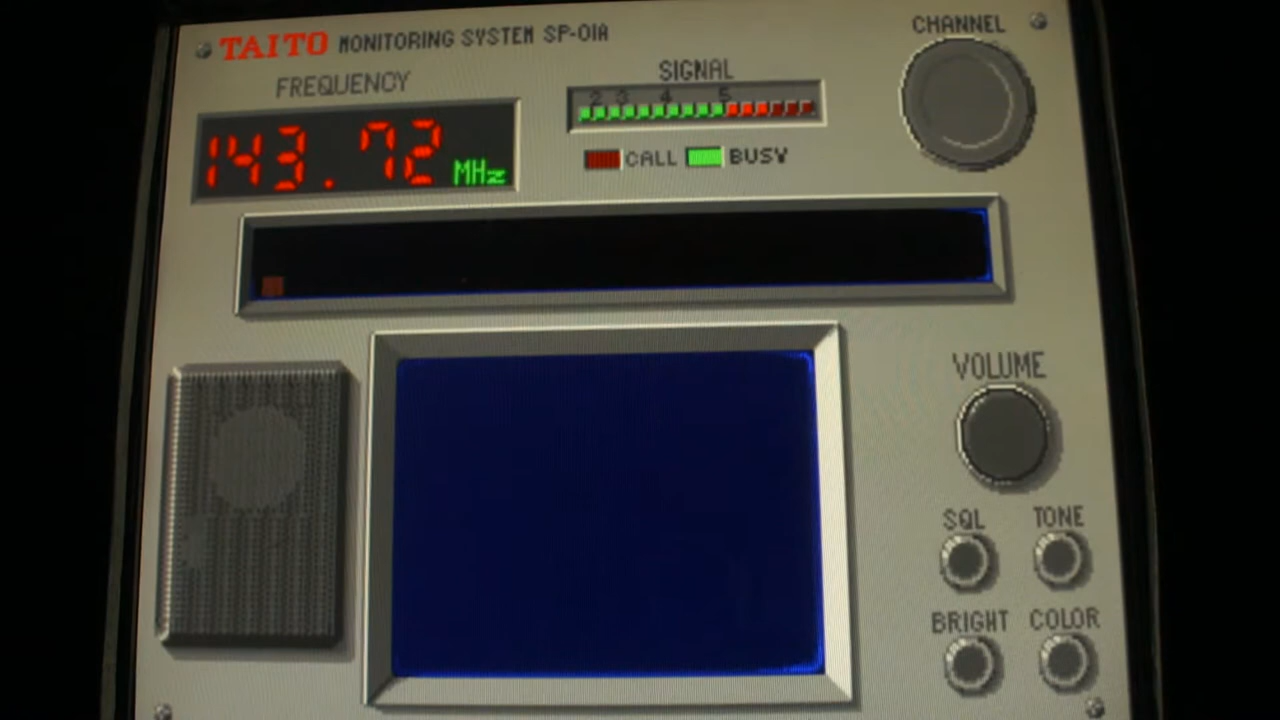 TAITO MONITORING SYSTEM SP-01A
CHANNEL
FREQUENCY
SIGNAL
2 3 4 5
143.72 MHz
CALL BUSY
VOLUME
SQL TONE
BRIGHT COLOR